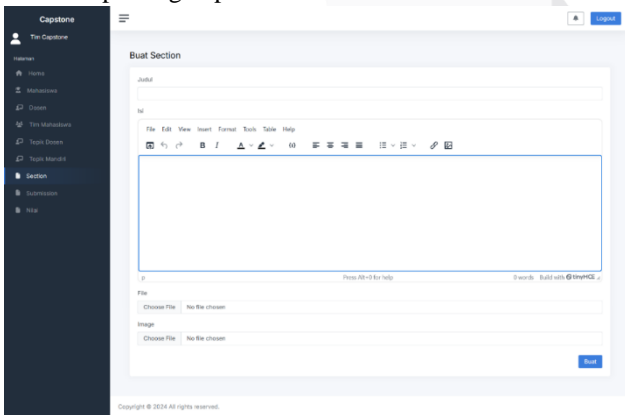 Capstone
Logout
Tim Capstone
Halaman
Home
Mahasiswa
Dosen
Tim Mahasiswa
Topik Dosen
Topik Mandiri
Section
Submission
Nilai
Buat Section
Judul
Isi
File Edit View Insert Format Tools Table Help
B I A
p Press Alt+0 for help 0 words Build with tinyMCE
File
Choose File No file chosen
Image
Choose File No file chosen
Buat
Copyright © 2024 All rights reserved.